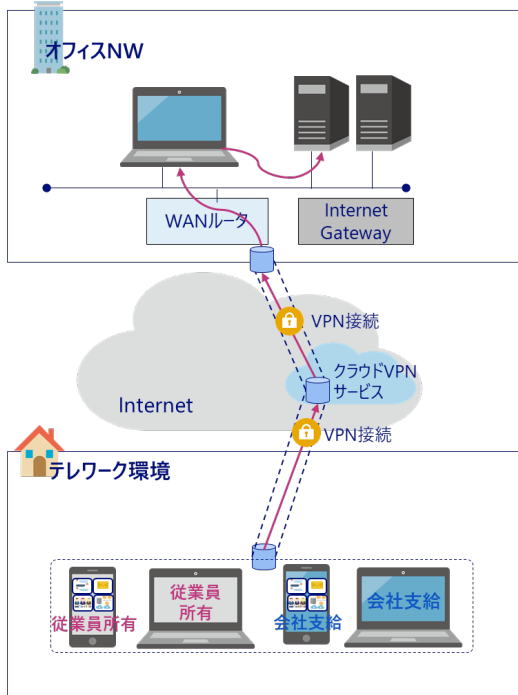 オフィスNW
WANルータ
Internet
Gateway
VPN接続
クラウドVPN
サービス
Internet
VPN接続
テレワーク環境
従業員所有
従業員
所有
会社支給
会社支給